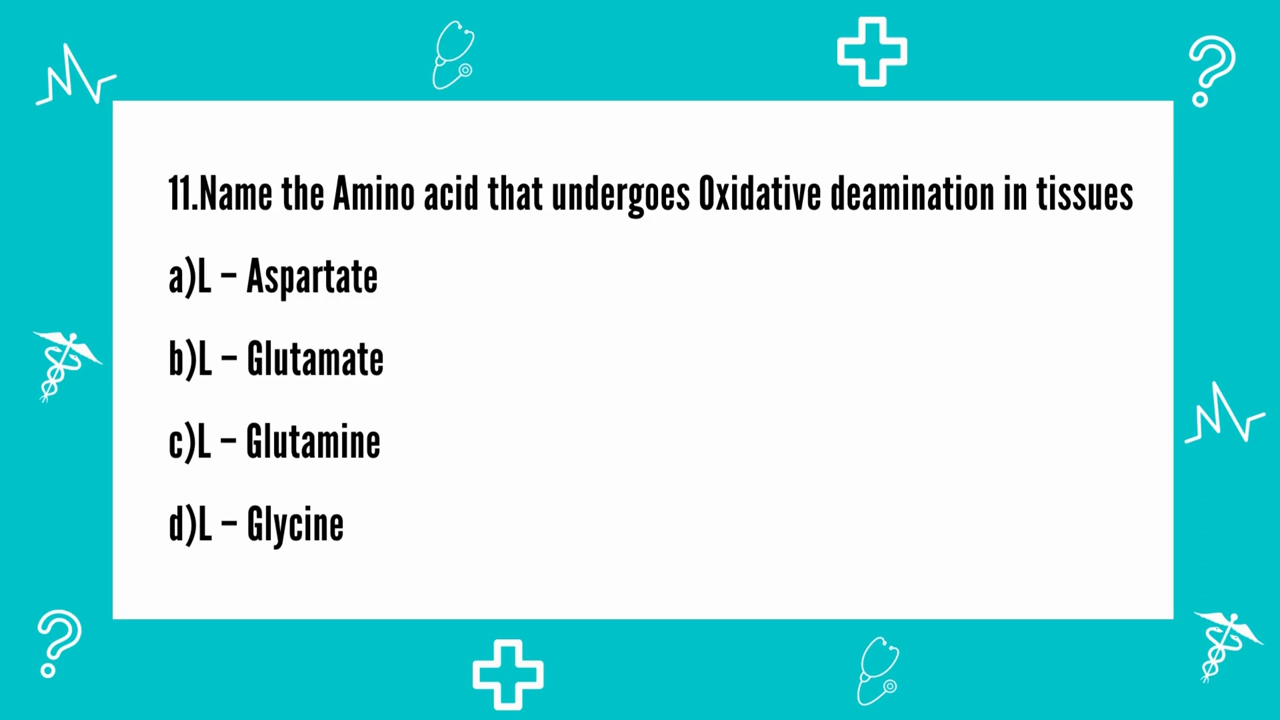 11.Name the Amino acid that undergoes Oxidative deamination in tissues
a)L – Aspartate
b)L – Glutamate
c)L – Glutamine
d)L – Glycine